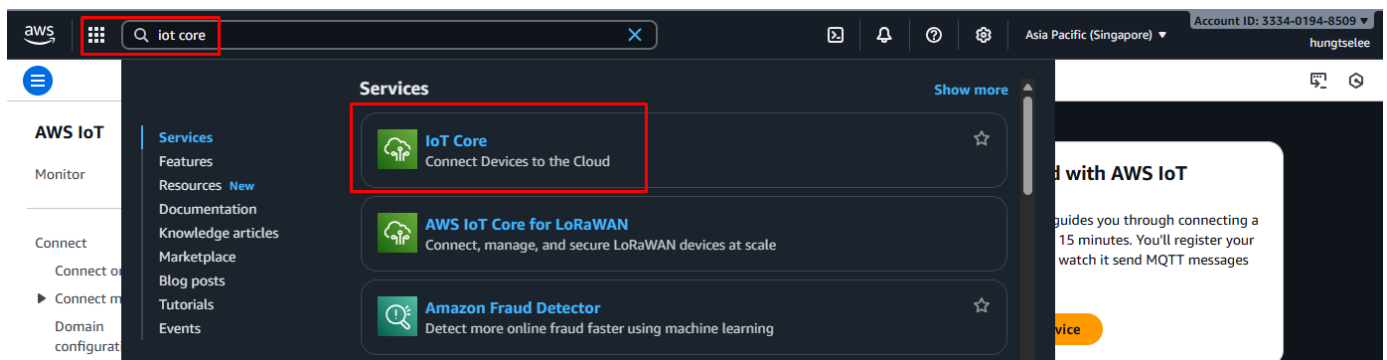 aws
iot core
Asia Pacific (Singapore)
Account ID: 3334-0194-8509
hungtselee
AWS IoT
Monitor
Connect
Connect
Connect
Domain
Services
Features
Resources New
Documentation
Knowledge articles
Marketplace
Blog posts
Tutorials
Events
Services
Show more
IoT Core
Connect Devices to the Cloud
AWS IoT Core for LoRaWAN
Connect, manage, and secure LoRaWAN devices at scale
Amazon Fraud Detector
Detect more online fraud faster using machine learning
with AWS IoT
guides you through connecting a
15 minutes. You'll register your
watch it send MQTT messages
vice